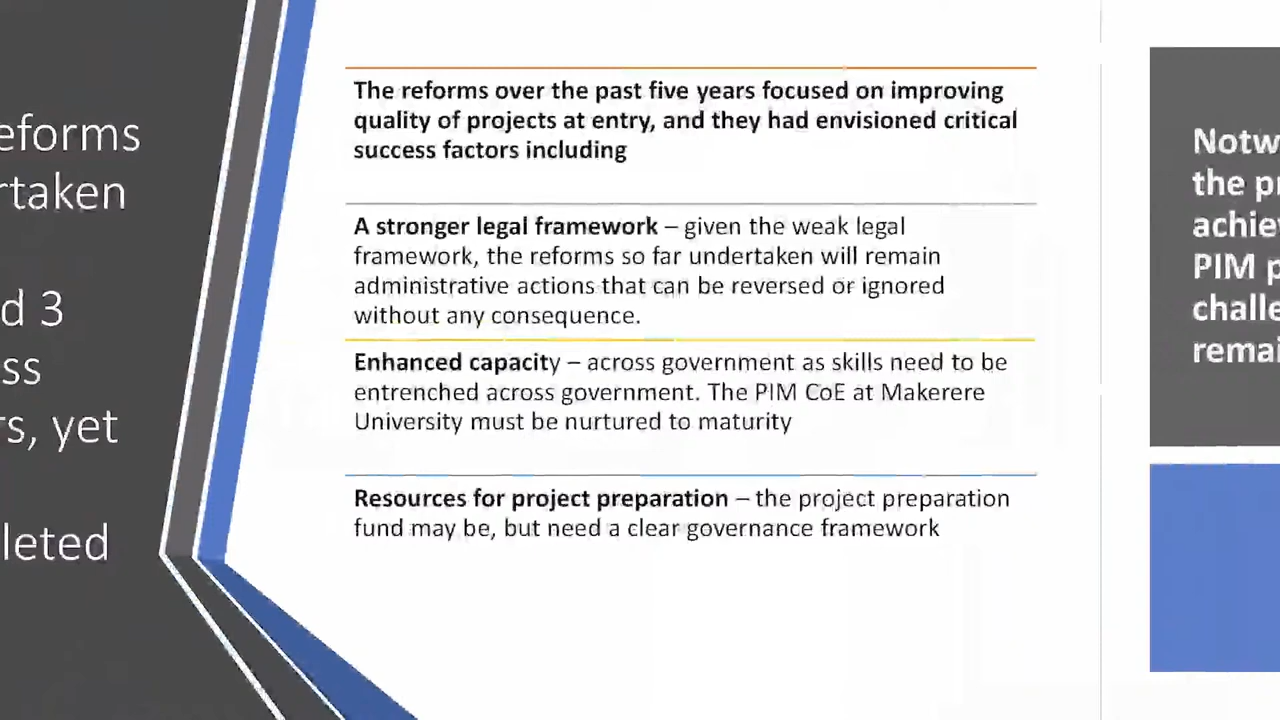 eforms
rtaken
d 3
ss
rs, yet
leted
The reforms over the past five years focused on improving
quality of projects at entry, and they had envisioned critical
success factors including
A stronger legal framework – given the weak legal
framework, the reforms so far undertaken will remain
administrative actions that can be reversed or ignored
without any consequence.
Enhanced capacity – across government as skills need to be
entrenched across government. The PIM CoE at Makerere
University must be nurtured to maturity
Resources for project preparation – the project preparation
fund may be, but need a clear governance framework
Notw
the p
achie
PIM p
challe
remai